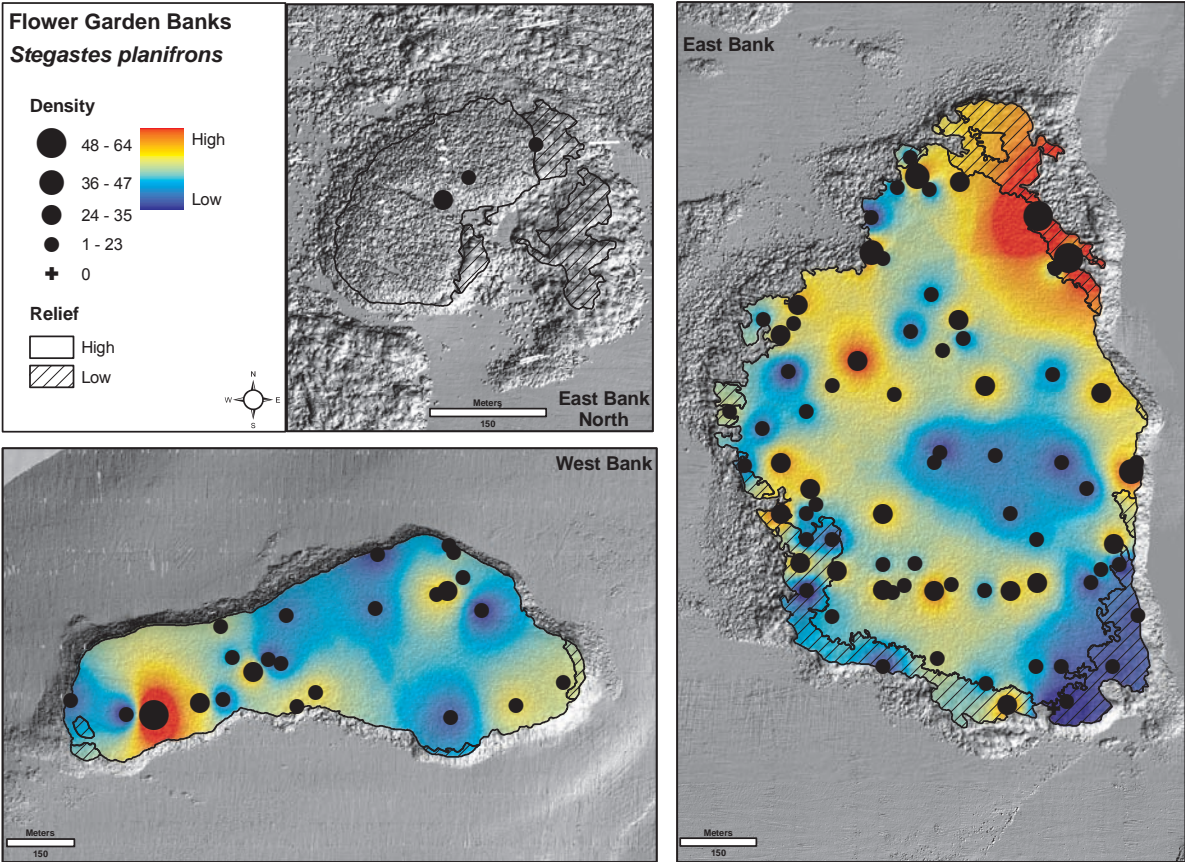 Flower Garden Banks
Stegastes planifrons
Density
48 - 64
36 - 47
24 - 35
1 - 23
0
High
Low
Relief
High
Low
N
W E
S
Meters
150
East Bank
North
West Bank
Meters
150
East Bank
Meters
150